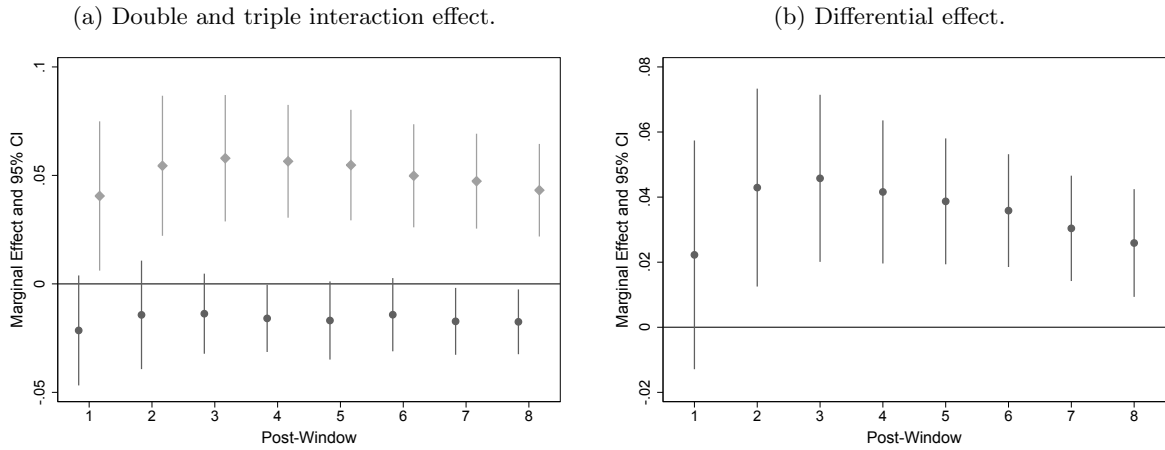 (a) Double and triple interaction effect.
Marginal Effect and 95% CI
.1
.05
0
-.05
1 2 3 4 5 6 7 8
Post-Window
(b) Differential effect.
Marginal Effect and 95% CI
.08
.06
.04
.02
0
-.02
1 2 3 4 5 6 7 8
Post-Window